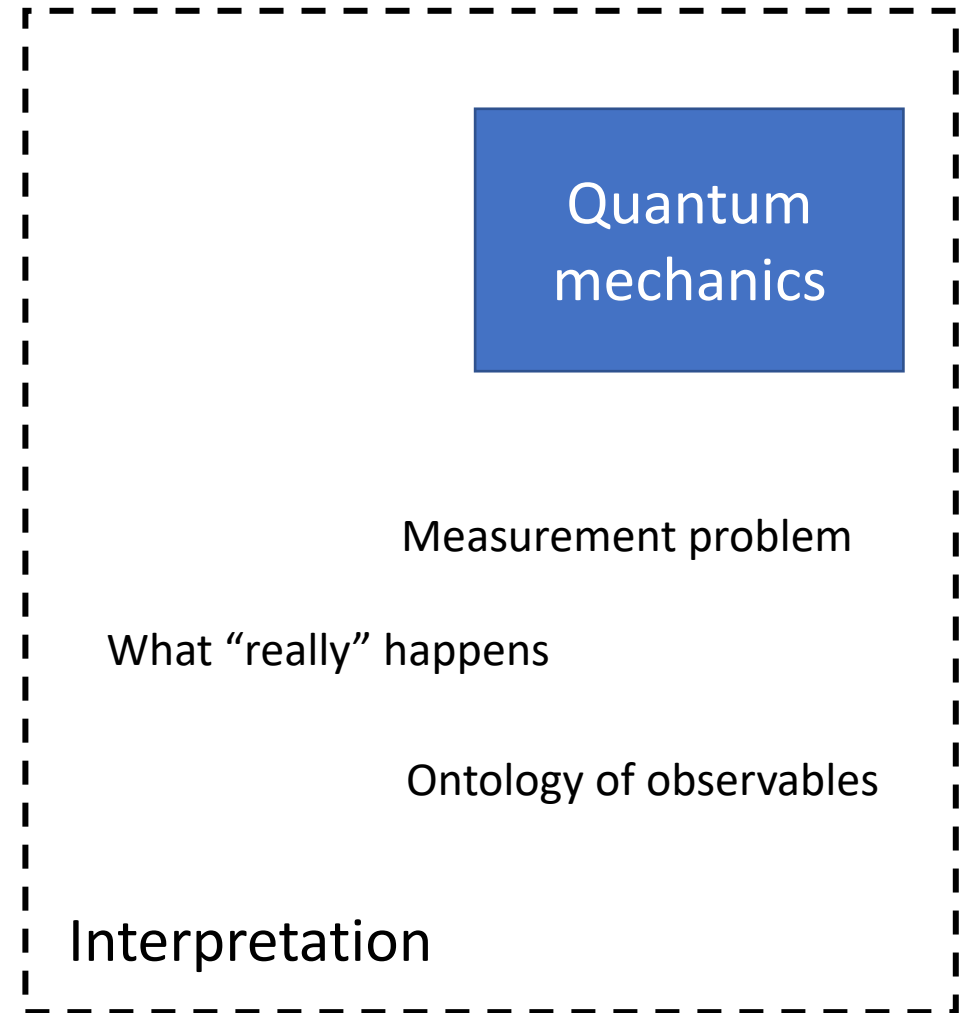 Quantum
mechanics
Measurement problem
What “really” happens
Ontology of observables
Interpretation